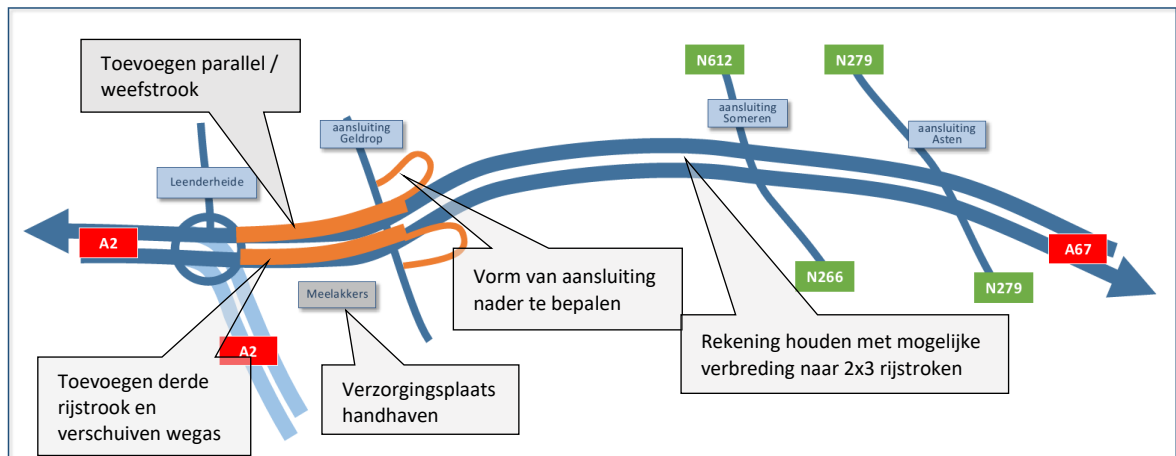 Toevoegen parallel /
weefstrook
N612
N279
aansluiting
Someren
aansluiting
Geldrop
aansluiting
Asten
Leenderheide
A2
A67
Vorm van aansluiting
nader te bepalen
N266
N279
Meelakkers
A2
Rekening houden met mogelijke
verbreding naar 2x3 rijstroken
Toevoegen derde
rijstrook en
verschuiven wegas
Verzorgingsplaats
handhaven